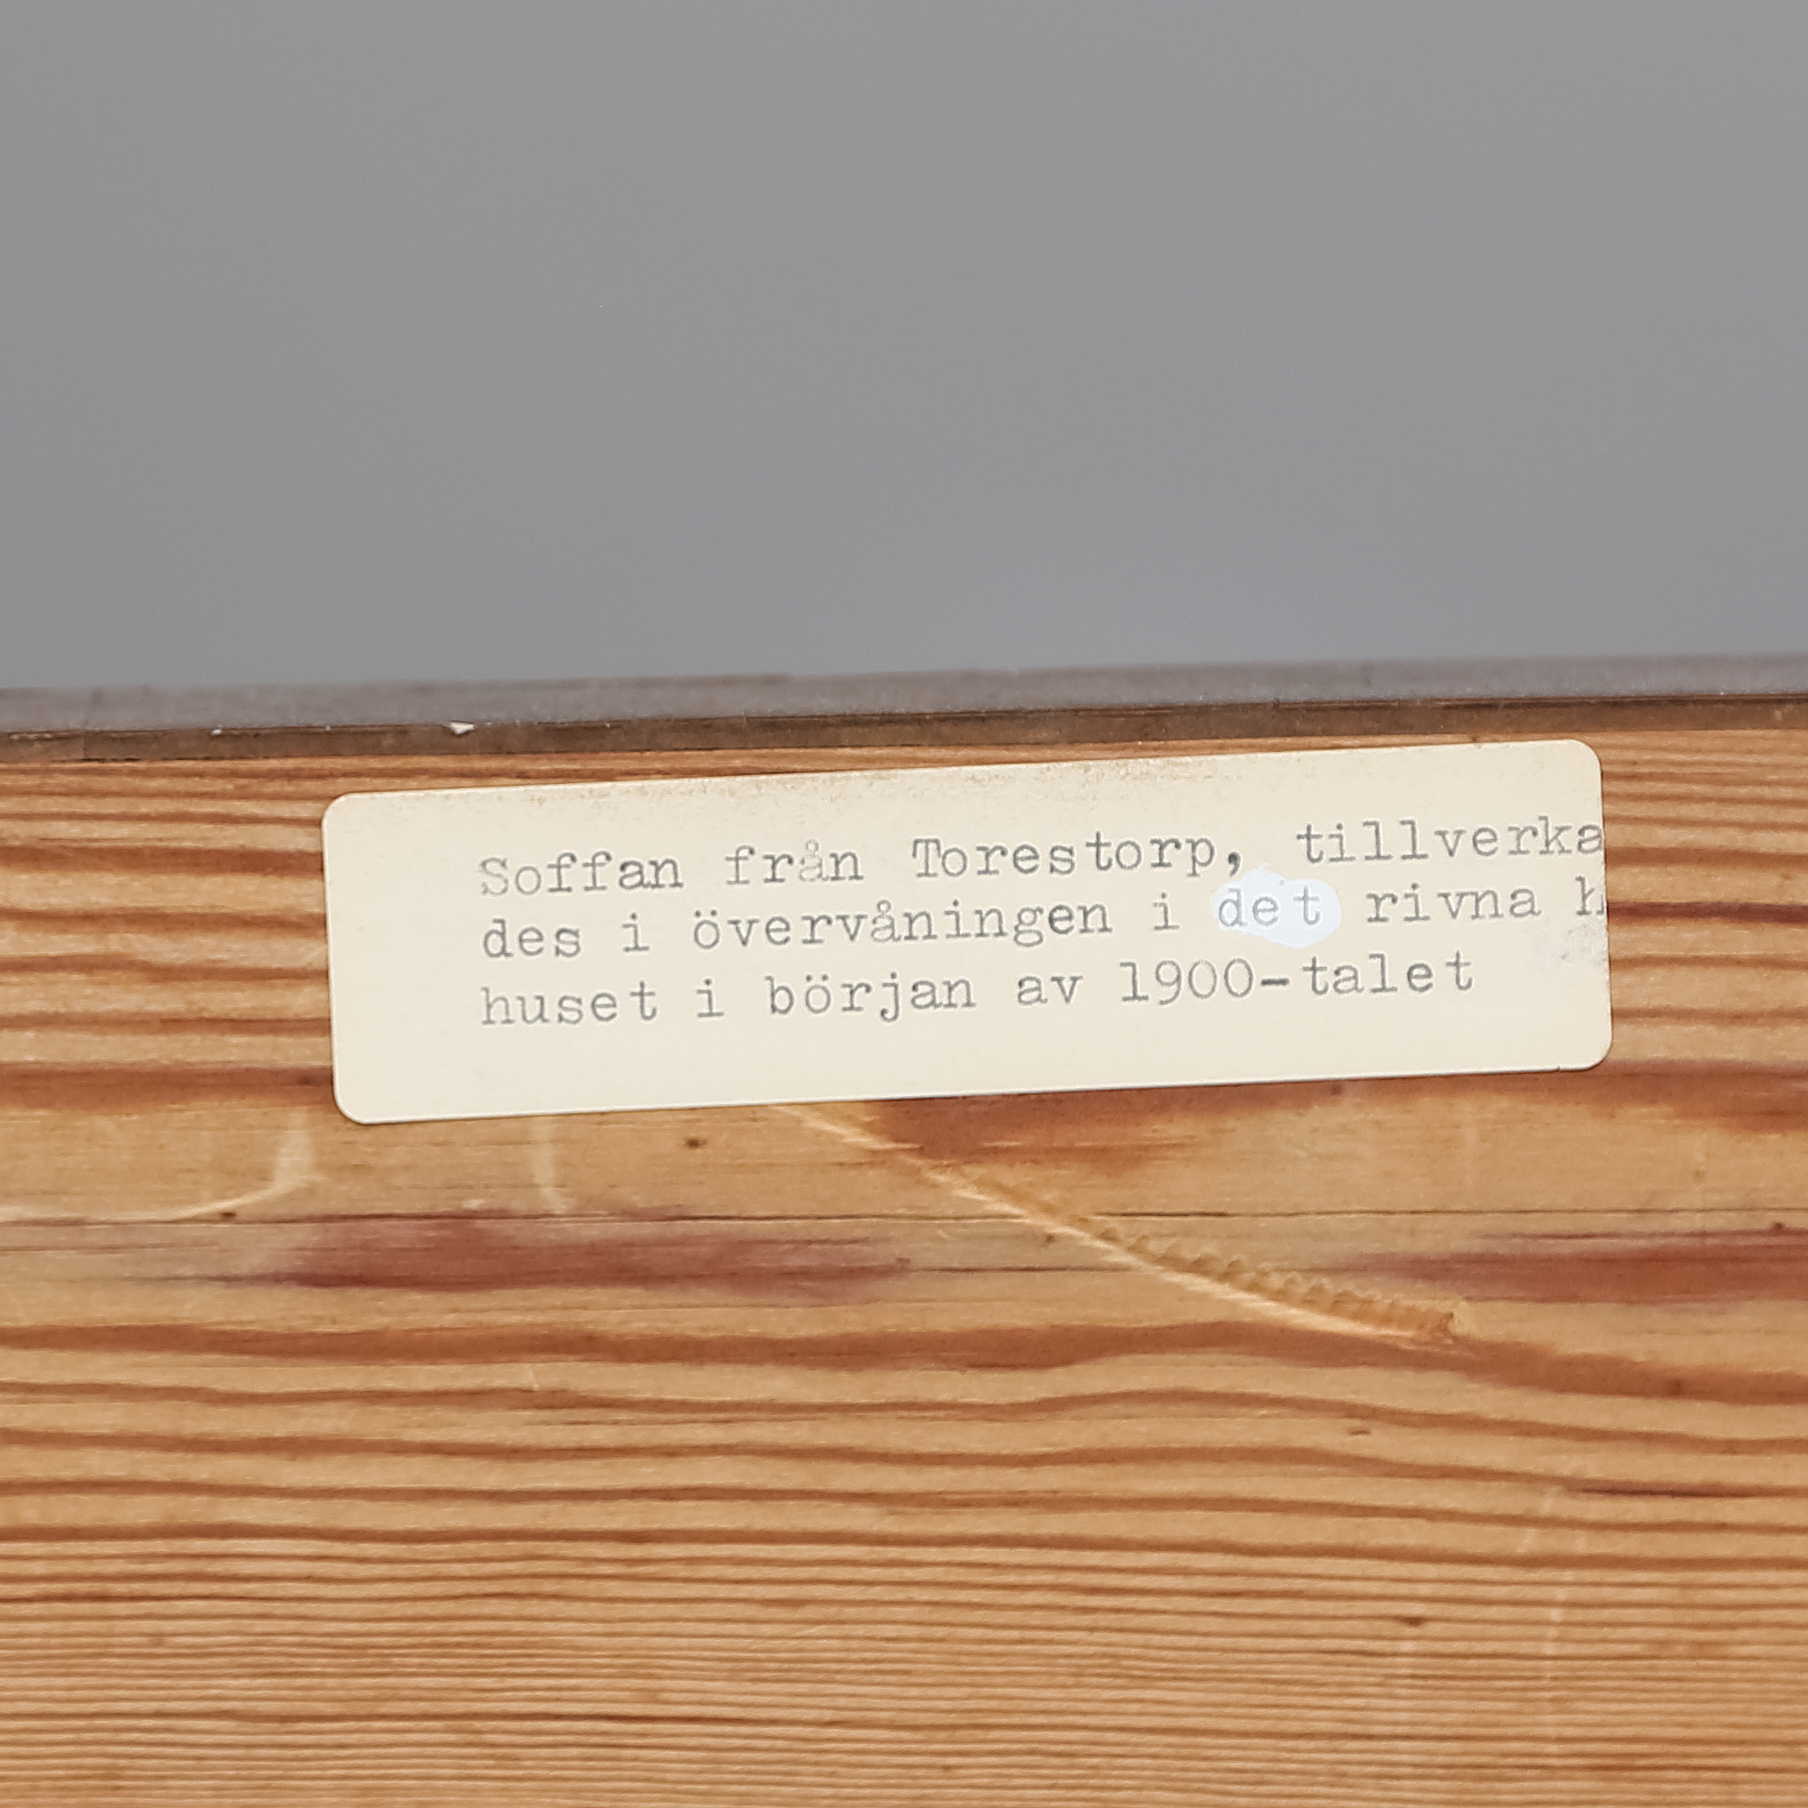 Soffan från Torestorp, tillverka
des i övervåningen i det rivna h
huset i början av 1900-talet